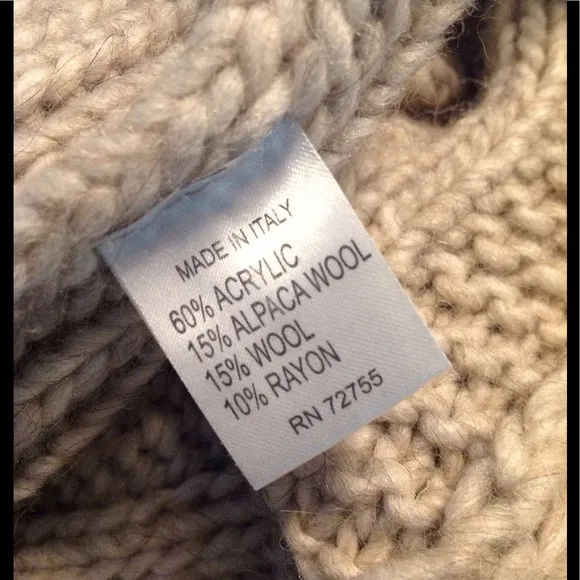 MADE IN ITALY
60% ACRYLIC
15% ALPACA WOOL
15% WOOL
10% RAYON
RN 72755